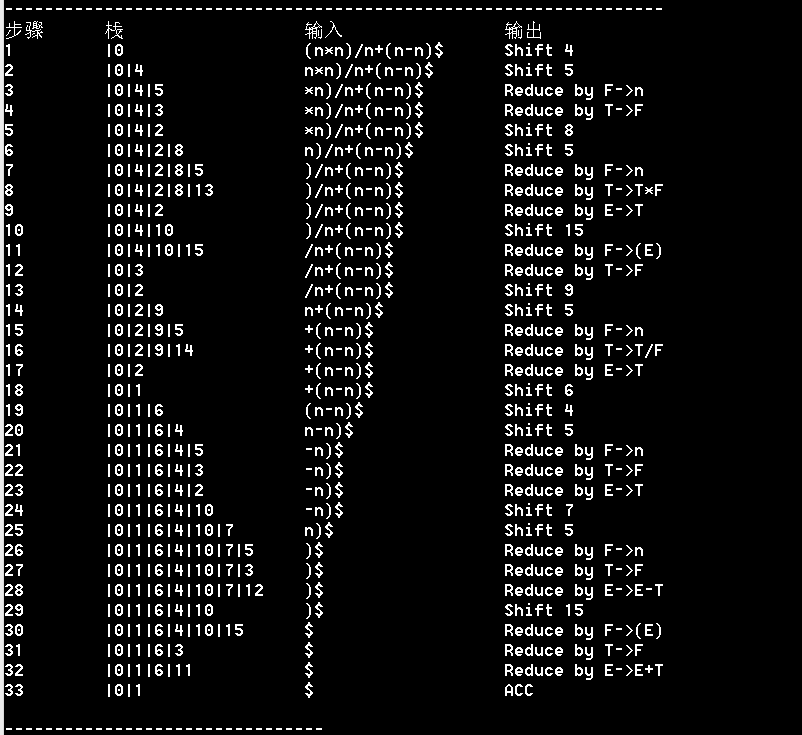 --------------------------------------------------------------------
步骤 栈 输入 输出
1 |0 (n*n)/n+(n-n)$ Shift 4
2 |0|4 n*n)/n+(n-n)$ Shift 5
3 |0|4|5 *n)/n+(n-n)$ Reduce by F->n
4 |0|4|3 *n)/n+(n-n)$ Reduce by T->F
5 |0|4|2 *n)/n+(n-n)$ Shift 8
6 |0|4|2|8 n)/n+(n-n)$ Shift 5
7 |0|4|2|8|5 )/n+(n-n)$ Reduce by F->n
8 |0|4|2|8|13 )/n+(n-n)$ Reduce by T->T*F
9 |0|4|2 )/n+(n-n)$ Reduce by E->T
10 |0|4|10 )/n+(n-n)$ Shift 15
11 |0|4|10|15 /n+(n-n)$ Reduce by F->(E)
12 |0|3 /n+(n-n)$ Reduce by T->F
13 |0|2 /n+(n-n)$ Shift 9
14 |0|2|9 n+(n-n)$ Shift 5
15 |0|2|9|5 +(n-n)$ Reduce by F->n
16 |0|2|9|14 +(n-n)$ Reduce by T->T/F
17 |0|2 +(n-n)$ Reduce by E->T
18 |0|1 +(n-n)$ Shift 6
19 |0|1|6 (n-n)$ Shift 4
20 |0|1|6|4 n-n)$ Shift 5
21 |0|1|6|4|5 -n)$ Reduce by F->n
22 |0|1|6|4|3 -n)$ Reduce by T->F
23 |0|1|6|4|2 -n)$ Reduce by E->T
24 |0|1|6|4|10 -n)$ Shift 7
25 |0|1|6|4|10|7 n)$ Shift 5
26 |0|1|6|4|10|7|5 )$ Reduce by F->n
27 |0|1|6|4|10|7|3 )$ Reduce by T->F
28 |0|1|6|4|10|7|12 )$ Reduce by E->E-T
29 |0|1|6|4|10 )$ Shift 15
30 |0|1|6|4|10|15 $ Reduce by F->(E)
31 |0|1|6|3 $ Reduce by T->F
32 |0|1|6|11 $ Reduce by E->E+T
33 |0|1 $ ACC
--------------------------------